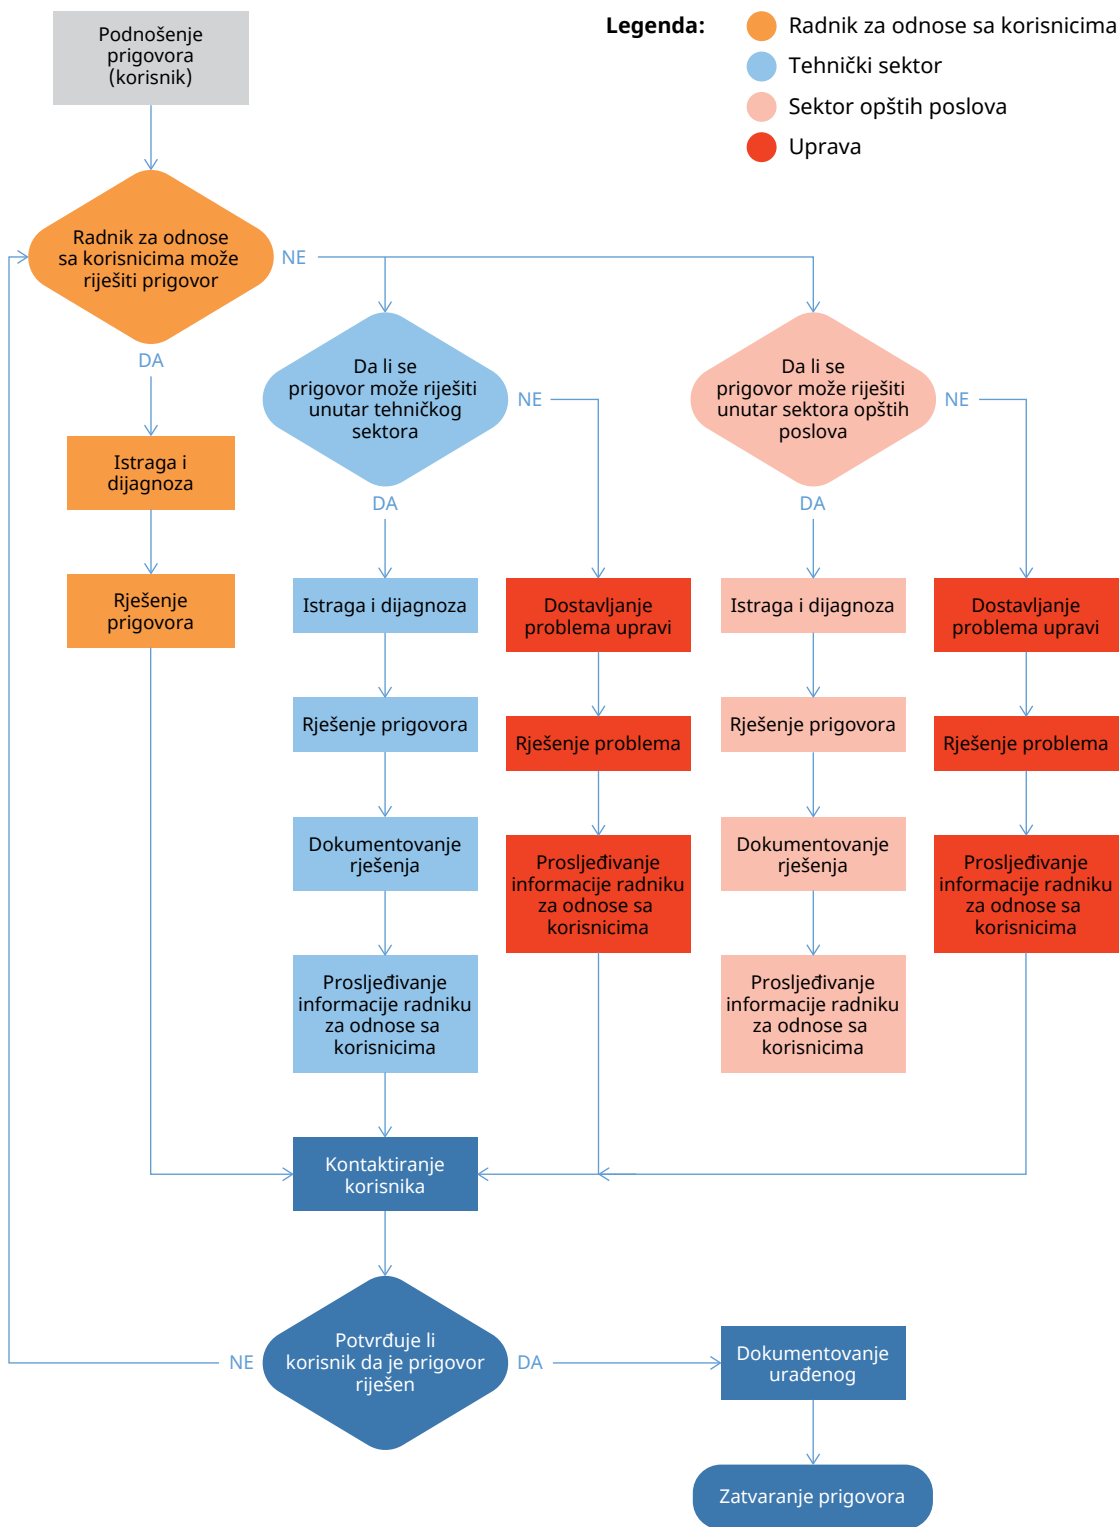 Podnošenje
prigovora
(korisnik)
Legenda:
Radnik za odnose sa korisnicima
Tehnički sektor
Sektor opštih poslova
Uprava
Radnik za odnose
sa korisnicima može
riješiti prigovor
NE
DA
Da li se
prigovor može riješiti
unutar tehničkog
sektora
NE
DA
Da li se
prigovor može riješiti
unutar sektora opštih
poslova
NE
DA
Istraga i
dijagnoza
Rješenje
prigovora
Istraga i dijagnoza
Rješenje prigovora
Dokumentovanje
rješenja
Prosljeđivanje
informacije radniku
za odnose sa
korisnicima
Dostavljanje
problema upravi
Rješenje problema
Prosljeđivanje
informacije radniku
za odnose sa
korisnicima
Istraga i dijagnoza
Rješenje prigovora
Dokumentovanje
rješenja
Prosljeđivanje
informacije radniku
za odnose sa
korisnicima
Dostavljanje
problema upravi
Rješenje problema
Prosljeđivanje
informacije radniku
za odnose sa
korisnicima
Kontaktiranje
korisnika
NE
Potvrđuje li
korisnik da je prigovor
riješen
DA
Dokumentovanje
urađenog
Zatvaranje prigovora